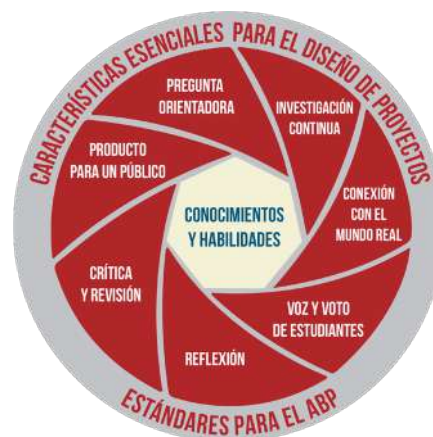 CARACTERÍSTICAS ESENCIALES PARA EL DISEÑO DE PROYECTOS
PREGUNTA
ORIENTADORA
INVESTIGACIÓN
CONTINUA
CONEXIÓN
CON EL
MUNDO REAL
VOZ Y VOTO
DE ESTUDIANTES
REFLEXIÓN
CRÍTICA
Y REVISIÓN
PRODUCTO
PARA UN PÚBLICO
CONOCIMIENTOS
Y HABILIDADES
ESTÁNDARES PARA EL ABP